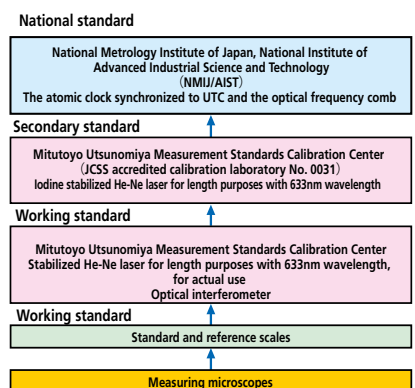 National standard
National Metrology Institute of Japan, National Institute of
Advanced Industrial Science and Technology
(NMIJ/AIST)
The atomic clock synchronized to UTC and the optical frequency comb
Secondary standard
Mitutoyo Utsunomiya Measurement Standards Calibration Center
(JCSS accredited calibration laboratory No. 0031)
Iodine stabilized He-Ne laser for length purposes with 633nm wavelength
Working standard
Mitutoyo Utsunomiya Measurement Standards Calibration Center
Stabilized He-Ne laser for length purposes with 633nm wavelength,
for actual use
Optical interferometer
Working standard
Standard and reference scales
Measuring microscopes